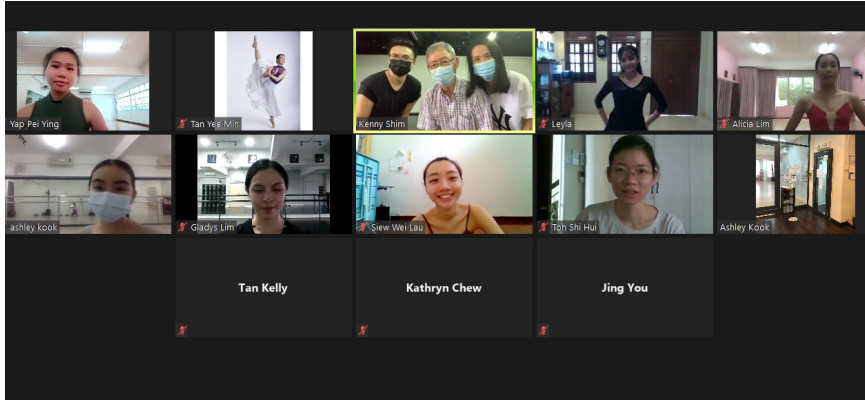 Yap Pei Ying
Tan Yee Min
Kenny Shim
Leyla
Alicia Lim
ashley kook
Gladys Lim
Siew Wei Lau
Toh Shi Hui
Ashley Kook
Tan Kelly
Kathryn Chew
Jing You